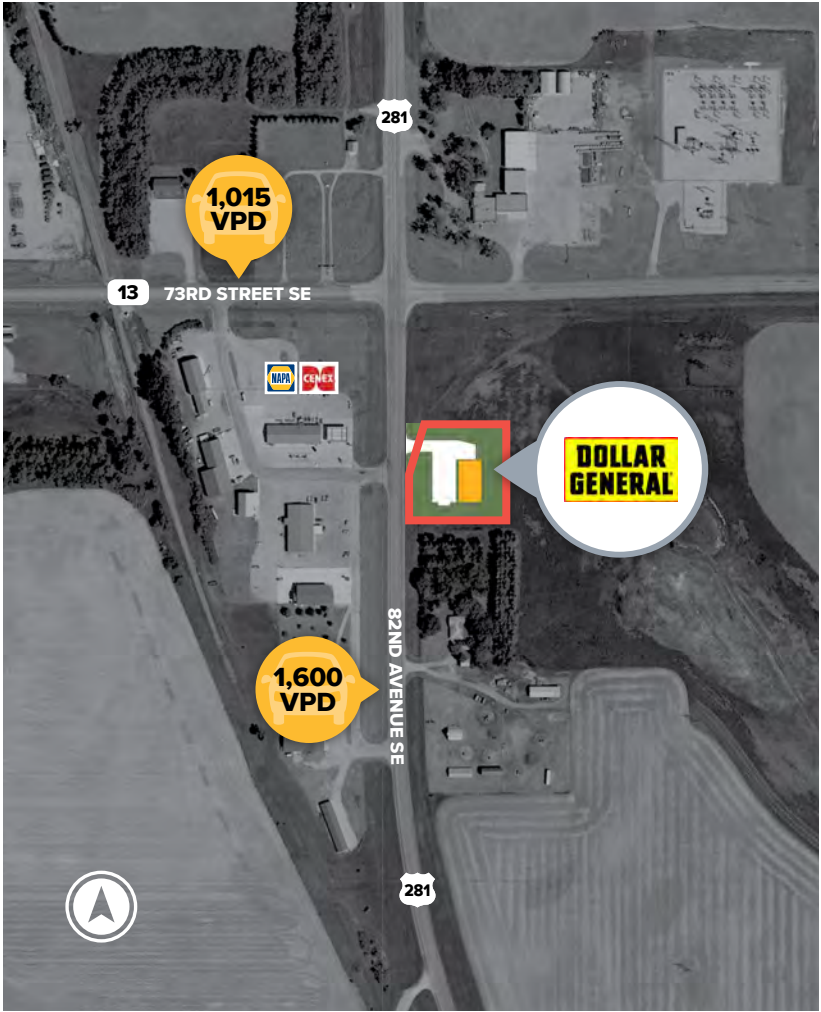 281
1,015
VPD
13
73RD STREET SE
NAPA
CENEX
DOLLAR
GENERAL
82ND AVENUE SE
1,600
VPD
281